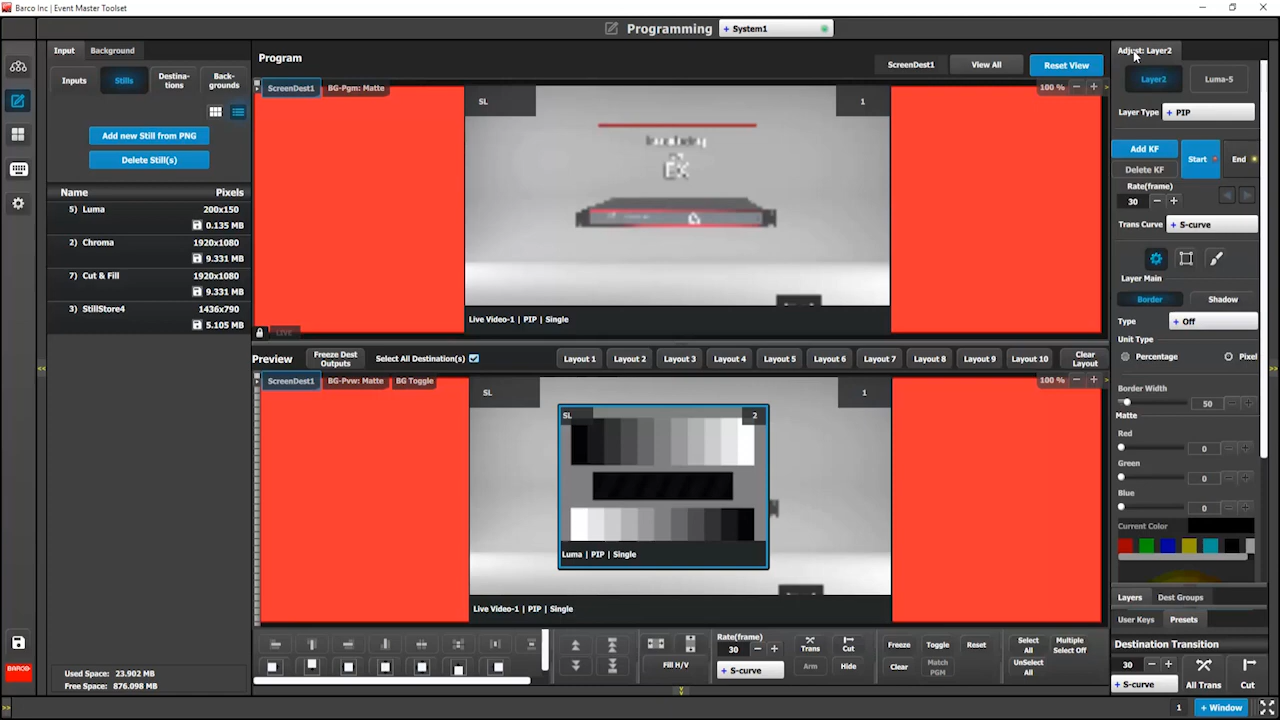 Barco Inc | Event Master Toolset
Programming
+ System1
Input
Background
Inputs
Stills
Destina-
tions
Back-
grounds
Add new Still from PNG
Delete Still(s)
Name
Pixels
5) Luma
200x150
0.135 MB
2) Chroma
1920x1080
9.331 MB
7) Cut & Fill
1920x1080
9.331 MB
3) StillStore4
1436x790
5.105 MB
Used Space: 23.902 MB
Free Space: 876.098 MB
BARCO
Program
ScreenDest1
View All
Reset View
ScreenDest1
BG-Pgm: Matte
100 %
SL
1
EX
Live Video-1 | PIP | Single
LIVE
Preview
Freeze Dest
Outputs
Select All Destination(s)
Layout 1
Layout 2
Layout 3
Layout 4
Layout 5
Layout 6
Layout 7
Layout 8
Layout 9
Layout 10
Clear
Layout
ScreenDest1
BG-Pvw: Matte
BG Toggle
100 %
SL
1
SL
2
Luma | PIP | Single
Live Video-1 | PIP | Single
Fill H/V
Rate(frame)
30
+ S-curve
Trans
Cut
Arm
Hide
Freeze
Toggle
Reset
Clear
Match
PGM
Select
All
UnSelect
All
Multiple
Select Off
Adjust: Layer2
Layer2
Luma-5
Layer Type
+ PIP
Add KF
Delete KF
Start
End
Rate(frame)
30
Trans Curve
+ S-curve
Layer Main
Border
Shadow
Type
+ Off
Unit Type
Percentage
Pixel
Border Width
50
Matte
Red
0
Green
0
Blue
0
Current Color
Layers
Dest Groups
User Keys
Presets
Destination Transition
30
+ S-curve
All Trans
Cut
1
+ Window